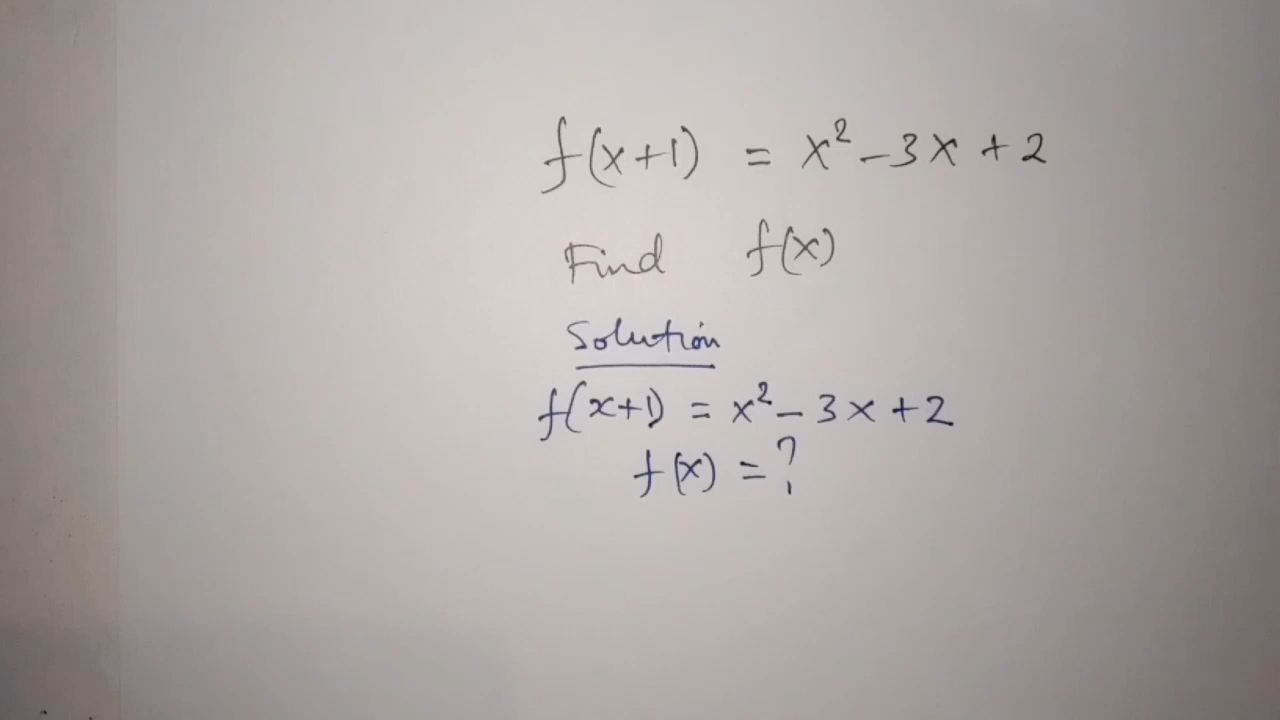 f(x+1) = x² - 3x + 2
Find f(x)
Solution
f(x+1) = x² - 3x + 2
f(x) = ?